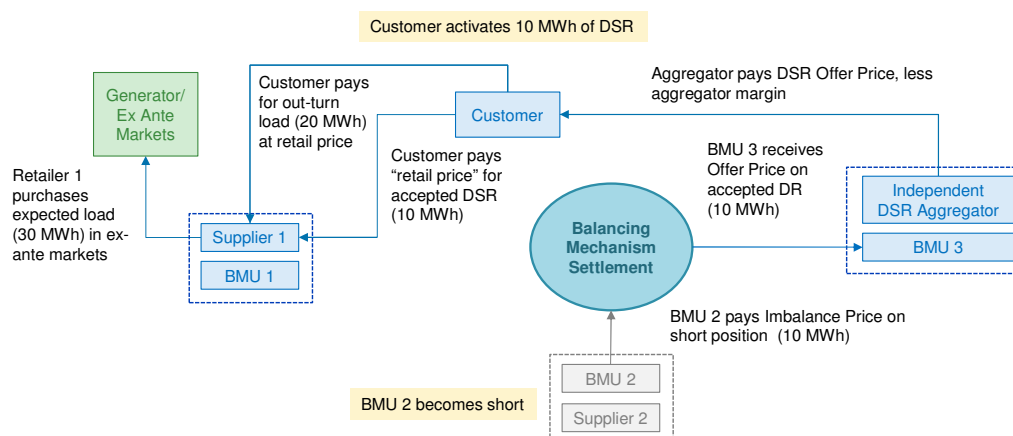 Customer activates 10 MWh of DSR
Generator/
Ex Ante
Markets
Customer pays
for out-turn
load (20 MWh)
at retail price
Customer
Aggregator pays DSR Offer Price, less
aggregator margin
Retailer 1
purchases
expected load
(30 MWh) in ex-
ante markets
Customer pays
“retail price” for
accepted DSR
(10 MWh)
BMU 3 receives
Offer Price on
accepted DR
(10 MWh)
Independent
DSR Aggregator
BMU 3
Supplier 1
BMU 1
Balancing
Mechanism
Settlement
BMU 2 pays Imbalance Price on
short position (10 MWh)
BMU 2 becomes short
BMU 2
Supplier 2